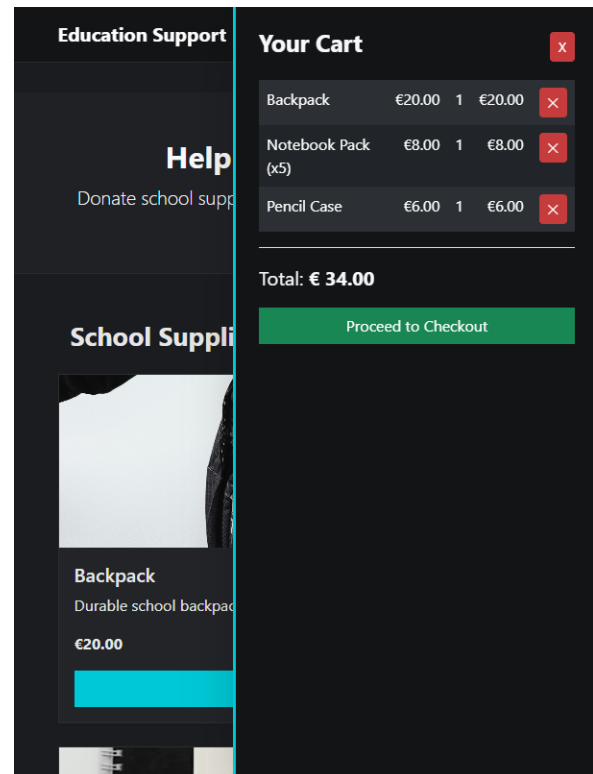 Education Support
Help
Donate school supp
School Suppli
Backpack
Durable school backpac
€20.00
Your Cart
x
Backpack €20.00 1 €20.00 ×
Notebook Pack €8.00 1 €8.00 ×
(x5)
Pencil Case €6.00 1 €6.00 ×
Total: € 34.00
Proceed to Checkout